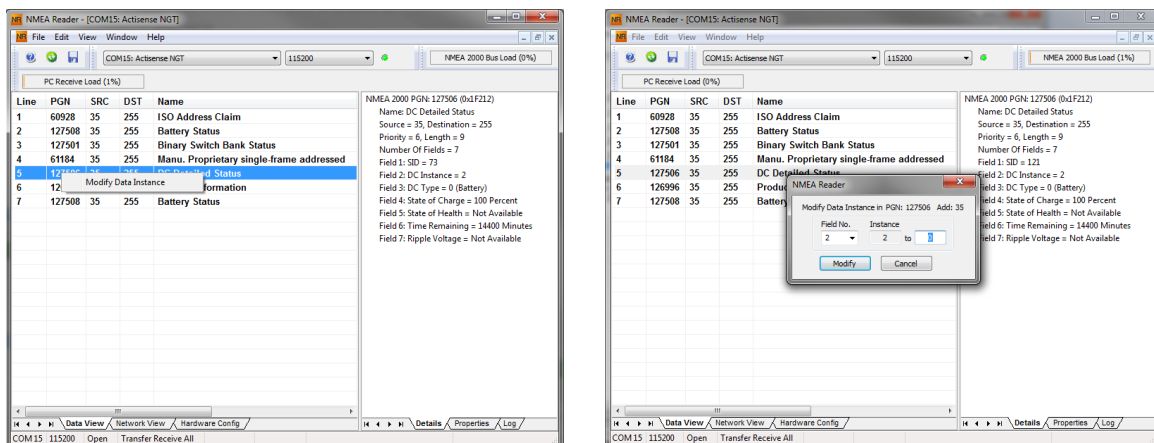 NMEA Reader - [COM15: Actisense NGT]
File Edit View Window Help
COM15: Actisense NGT 115200 NMEA 2000 Bus Load (0%)
PC Receive Load (1%)
Line PGN SRC DST Name
1 60928 35 255 ISO Address Claim
2 127508 35 255 Battery Status
3 127501 35 255 Binary Switch Bank Status
4 61184 35 255 Manu. Proprietary single-frame addressed
5 127506 35 255 DC Detailed Status
Modify Data Instance
6 formation
7 127508 35 255 Battery Status
NMEA 2000 PGN: 127506 (0x1F212)
Name: DC Detailed Status
Source = 35, Destination = 255
Priority = 6, Length = 9
Number Of Fields = 7
Field 1: SID = 73
Field 2: DC Instance = 2
Field 3: DC Type = 0 (Battery)
Field 4: State of Charge = 100 Percent
Field 5: State of Health = Not Available
Field 6: Time Remaining = 14400 Minutes
Field 7: Ripple Voltage = Not Available
Data View Network View Hardware Config
Details Properties Log
COM 15 115200 Open Transfer Receive All
NMEA Reader - [COM15: Actisense NGT]
File Edit View Window Help
COM15: Actisense NGT 115200 NMEA 2000 Bus Load (1%)
PC Receive Load (0%)
Line PGN SRC DST Name
1 60928 35 255 ISO Address Claim
2 127508 35 255 Battery Status
3 127501 35 255 Binary Switch Bank Status
4 61184 35 255 Manu. Proprietary single-frame addressed
5 127506 35 255 DC Detailed Status
6 126996 35 255 Produ
7 127508 35 255 Battery
NMEA Reader
Modify Data Instance in PGN: 127506 Add: 35
Field No. Instance
2 2 to 0
Modify Cancel
NMEA 2000 PGN: 127506 (0x1F212)
Name: DC Detailed Status
Source = 35, Destination = 255
Priority = 6, Length = 9
Number Of Fields = 7
Field 1: SID = 121
Field 2: DC Instance = 2
Field 3: DC Type = 0 (Battery)
Field 4: State of Charge = 100 Percent
Field 5: State of Health = Not Available
Field 6: Time Remaining = 14400 Minutes
Field 7: Ripple Voltage = Not Available
Data View Network View Hardware Config
Details Properties Log
COM 15 115200 Open Transfer Receive All